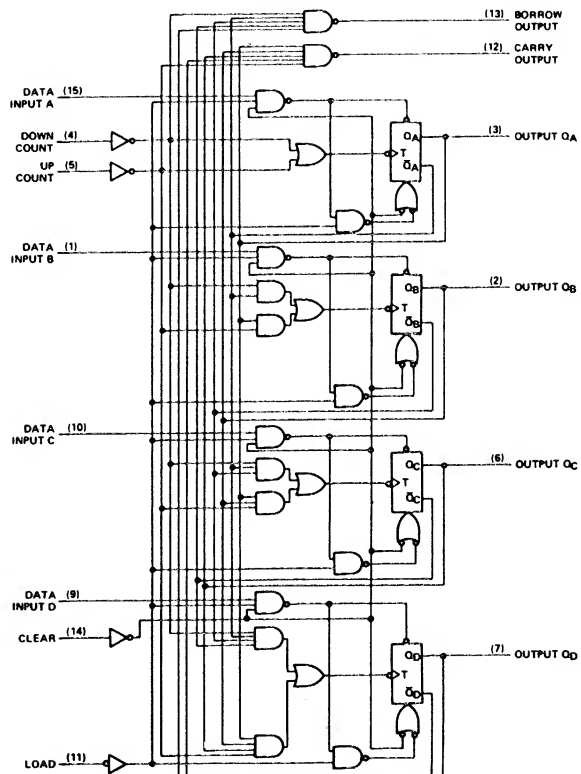 (13) BORROW
OUTPUT
(12) CARRY
OUTPUT
DATA (15)
INPUT A
DOWN (4)
COUNT
UP (5)
COUNT
QA
T
Q̅A
(3) OUTPUT QA
DATA (1)
INPUT B
QB
T
Q̅B
(2) OUTPUT QB
DATA (10)
INPUT C
QC
T
Q̅C
(6) OUTPUT QC
DATA (9)
INPUT D
CLEAR (14)
QD
T
Q̅D
(7) OUTPUT QD
LOAD (11)